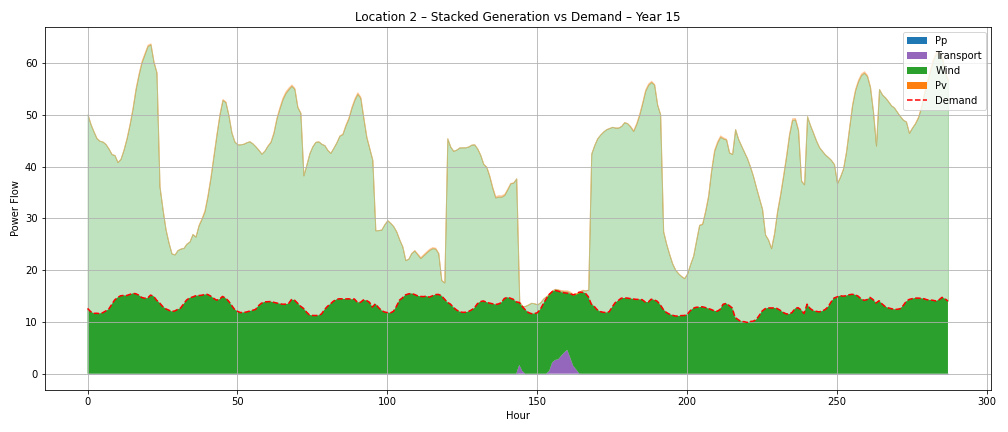 Location 2 – Stacked Generation vs Demand – Year 15
Pp
Transport
Wind
Pv
Demand
Power Flow
60
50
40
30
20
10
0
0 50 100 150 200 250 300
Hour